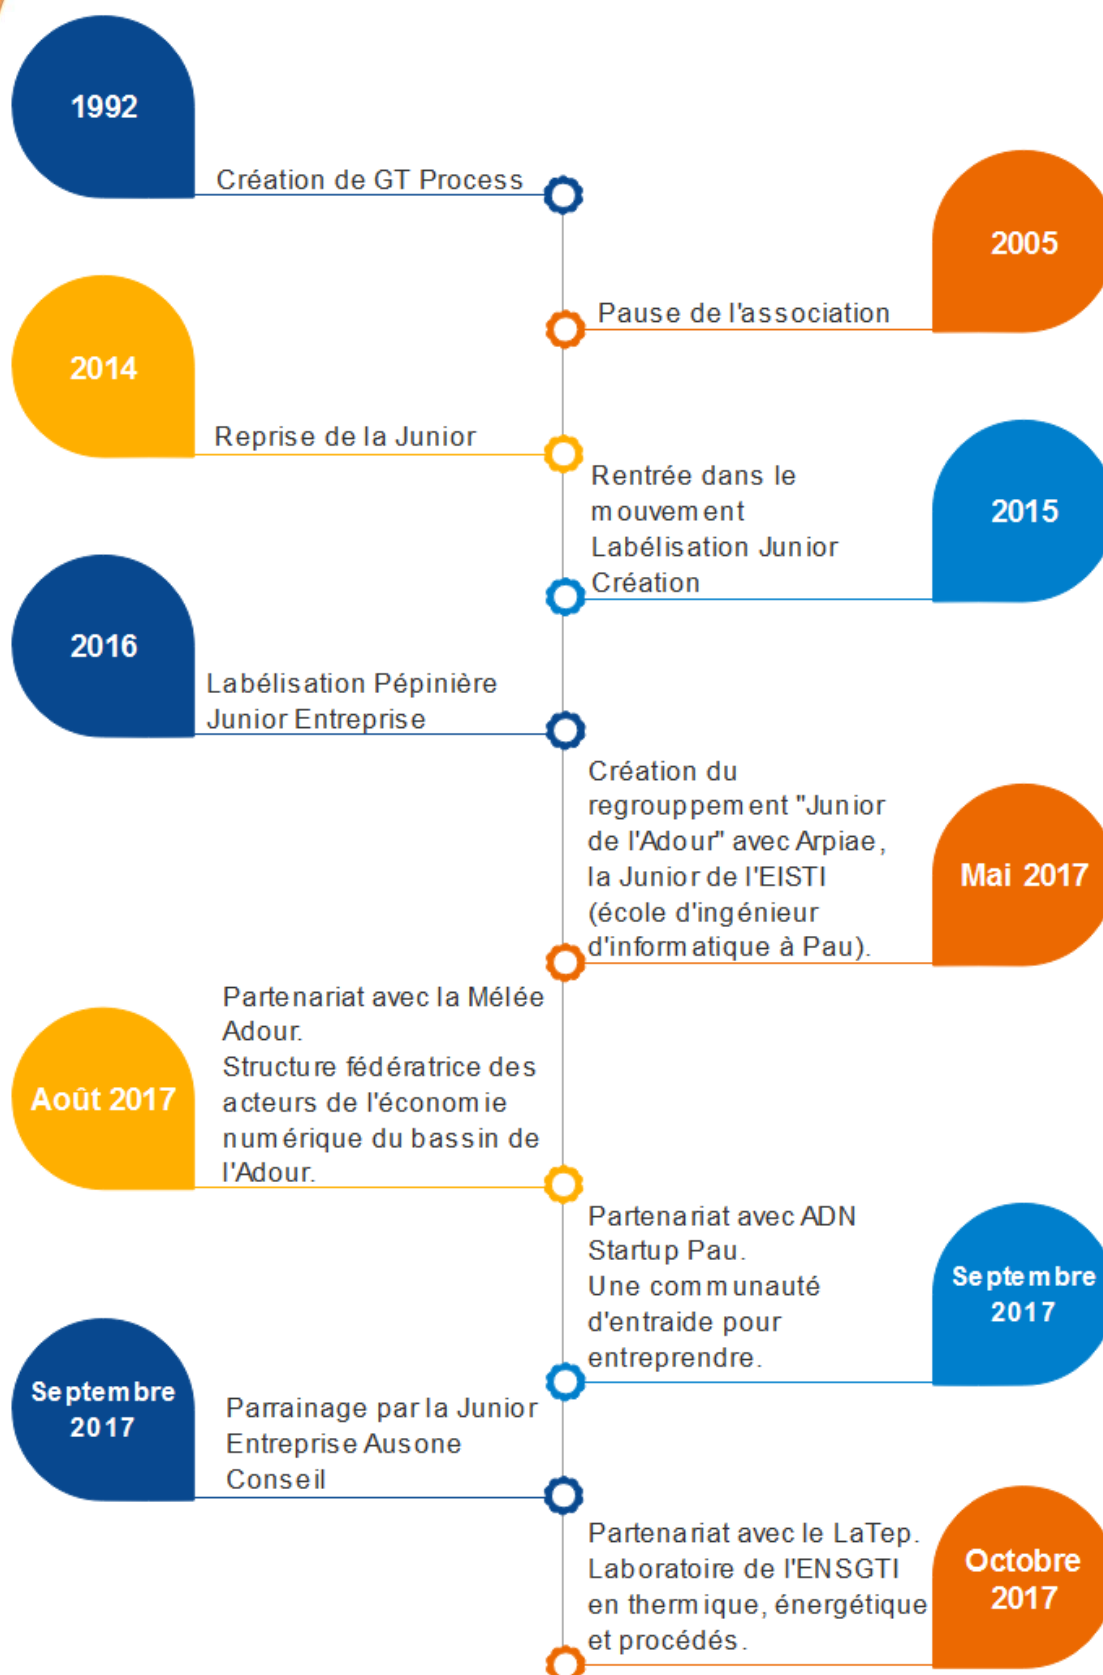 1992
Création de GT Process
2005
Pause de l'association
2014
Reprise de la Junior
2015
Rentrée dans le
mouvement
Labélisation Junior
Création
2016
Labélisation Pépinière
Junior Entreprise
Mai 2017
Création du
regrouppement "Junior
de l'Adour" avec Arpiae,
la Junior de l'EISTI
(école d'ingénieur
d'informatique à Pau).
Août 2017
Partenariat avec la Mélée
Adour.
Structure fédératrice des
acteurs de l'économie
numérique du bassin de
l'Adour.
Septembre
2017
Partenariat avec ADN
Startup Pau.
Une communauté
d'entraide pour
entreprendre.
Septembre
2017
Parrainage par la Junior
Entreprise Ausone
Conseil
Octobre
2017
Partenariat avec le LaTep.
Laboratoire de l'ENSGTI
en thermique, énergétique
et procédés.